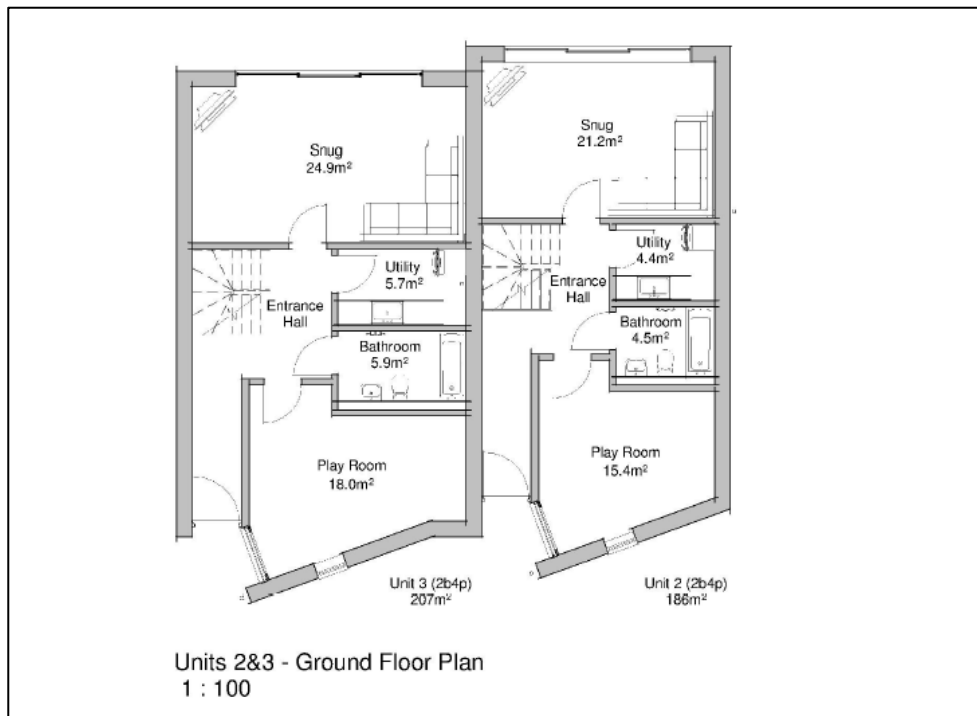 Snug
24.9m²
Utility
5.7m²
Entrance
Hall
Bathroom
5.9m²
Play Room
18.0m²
Unit 3 (2b4p)
207m²
Snug
21.2m²
Utility
4.4m²
Entrance
Hall
Bathroom
4.5m²
Play Room
15.4m²
Unit 2 (2b4p)
186m²
Units 2&3 - Ground Floor Plan
1 : 100